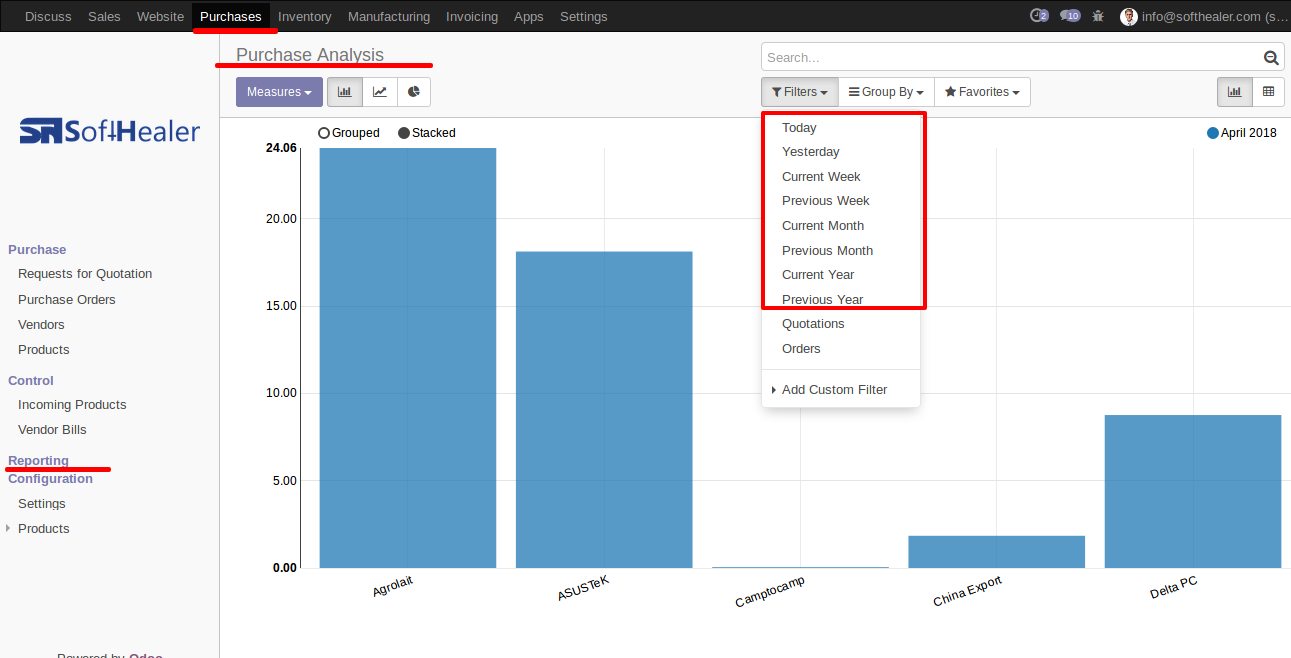 Discuss Sales Website Purchases Inventory Manufacturing Invoicing Apps Settings 2 10 info@softhealer.com (s...
Purchase Analysis
Search...
Measures Filters Group By Favorites
SoftHealer
Purchase
Requests for Quotation
Purchase Orders
Vendors
Products
Control
Incoming Products
Vendor Bills
Reporting
Configuration
Settings
Products
Powered by Odoo
Grouped Stacked April 2018
24.06
20.00
15.00
10.00
5.00
0.00
Agrolait ASUSTeK Camptocamp China Export Delta PC
Today
Yesterday
Current Week
Previous Week
Current Month
Previous Month
Current Year
Previous Year
Quotations
Orders
Add Custom Filter